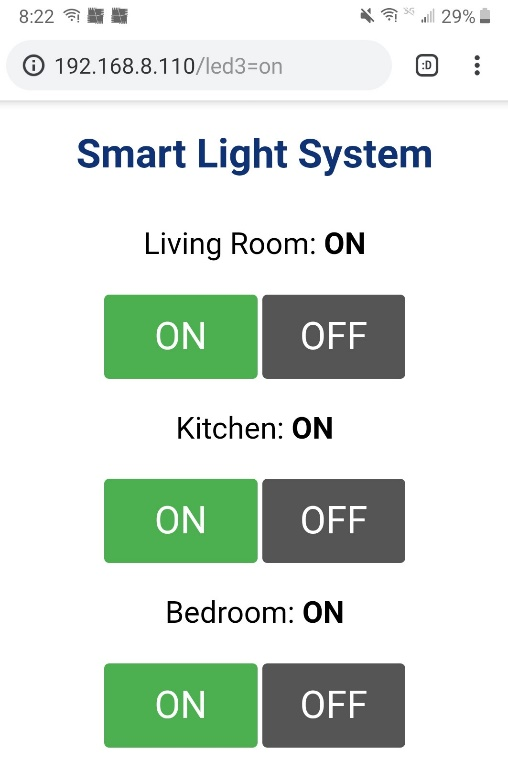 8:22 3G 29%
192.168.8.110/led3=on :D
Smart Light System
Living Room: ON
ON OFF
Kitchen: ON
ON OFF
Bedroom: ON
ON OFF